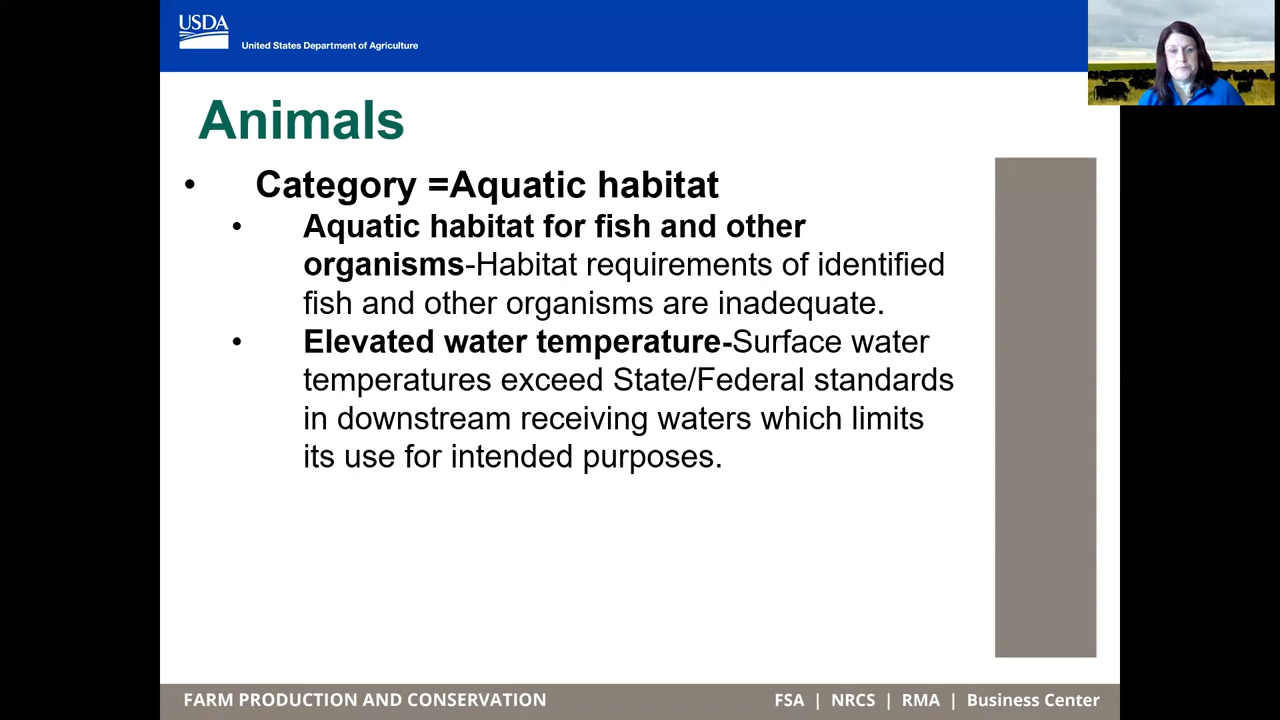 USDA
United States Department of Agriculture
Animals
• Category =Aquatic habitat
• Aquatic habitat for fish and other
organisms-Habitat requirements of identified
fish and other organisms are inadequate.
• Elevated water temperature-Surface water
temperatures exceed State/Federal standards
in downstream receiving waters which limits
its use for intended purposes.
FARM PRODUCTION AND CONSERVATION
FSA | NRCS | RMA | Business Center